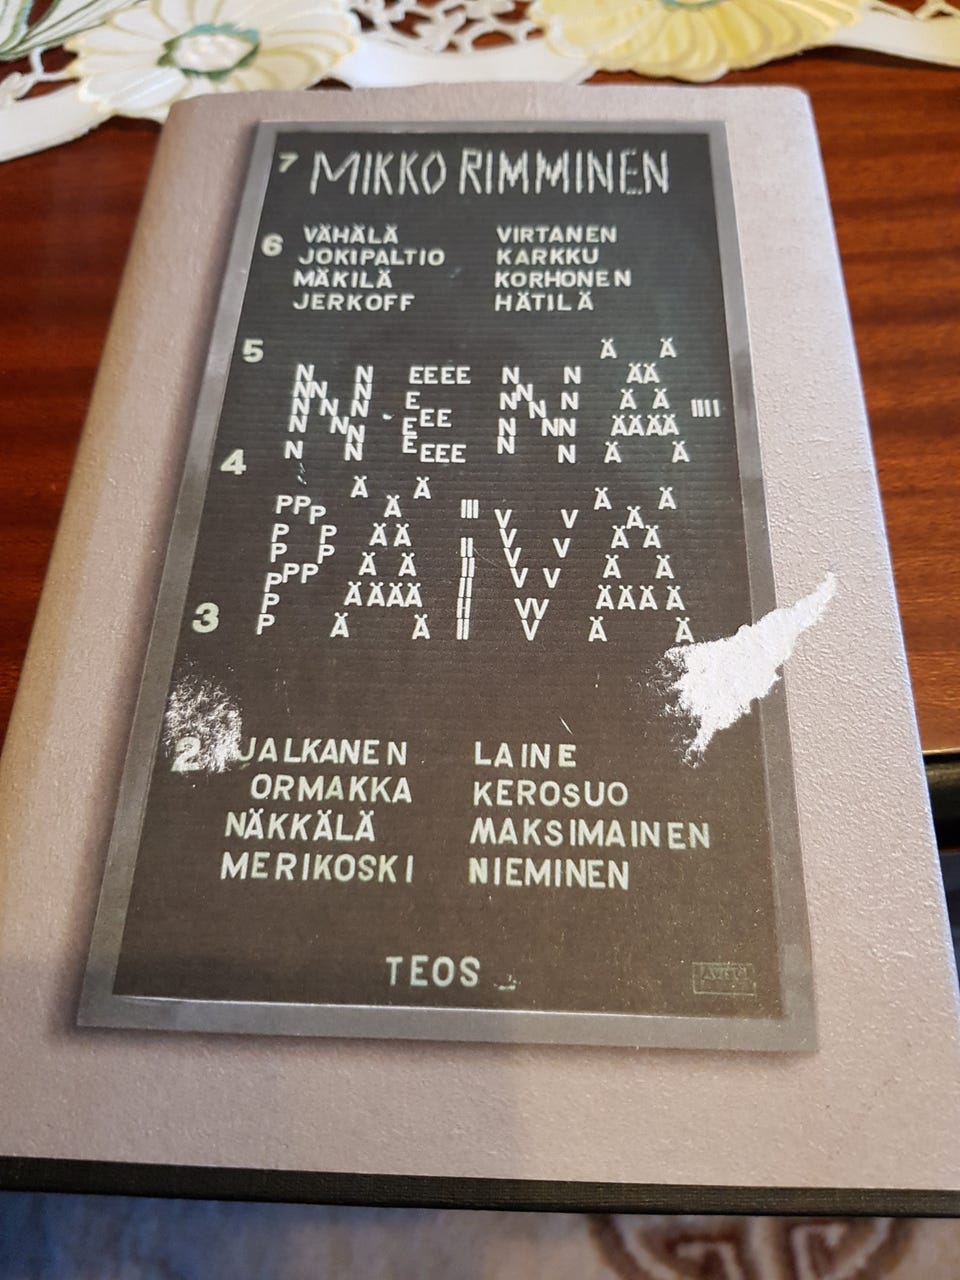 7 MIKKO RIMMINEN
6 VÄHÄLÄ VIRTANEN
JOKIPALTIO KARKKU
MÄKILÄ KORHONEN
JERKOFF HÄTILÄ
5
NENÄ-
4
PÄIVÄ
3
2 JALKANEN LAINE
ORMAKKA KEROSUO
NÄKKÄLÄ MAKSIMAINEN
MERIKOSKI NIEMINEN
TEOS